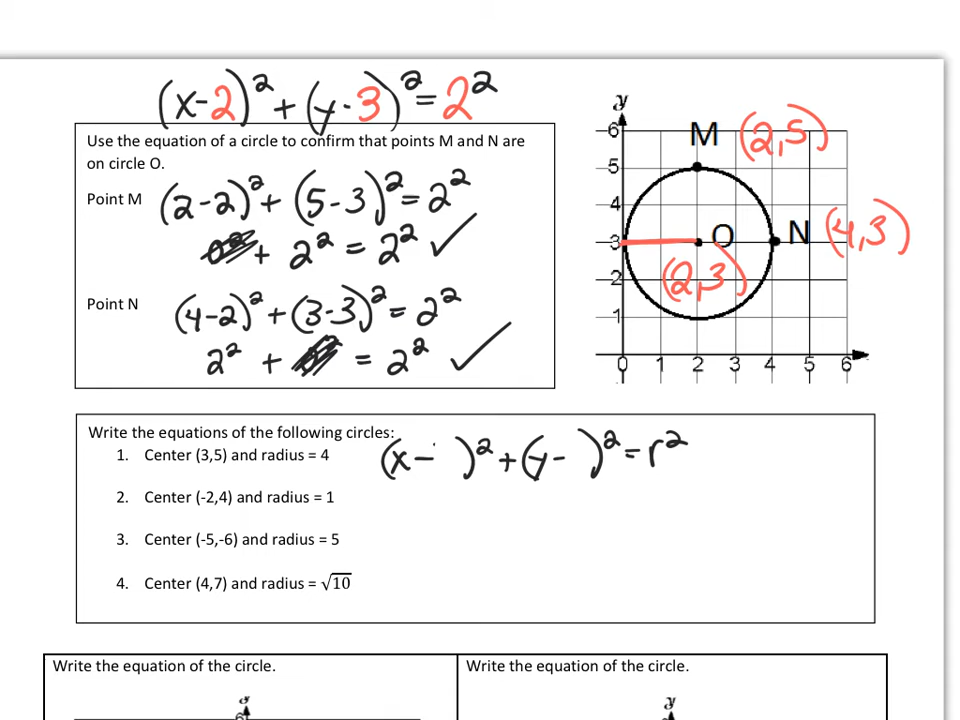 (x-2)² + (y-3)² = 2²
Use the equation of a circle to confirm that points M and N are
on circle O.
Point M (2-2)² + (5-3)² = 2²
+ 2² = 2² ✓
Point N (4-2)² + (3-3)² = 2²
2² + = 2² ✓
y
6 M (2,5)
5
4
3 O N (4,3)
2 (2,3)
1
0 1 2 3 4 5 6
Write the equations of the following circles:
1. Center (3,5) and radius = 4 (x- )² + (y- )² = r²
2. Center (-2,4) and radius = 1
3. Center (-5,-6) and radius = 5
4. Center (4,7) and radius = √10
Write the equation of the circle. Write the equation of the circle.
y